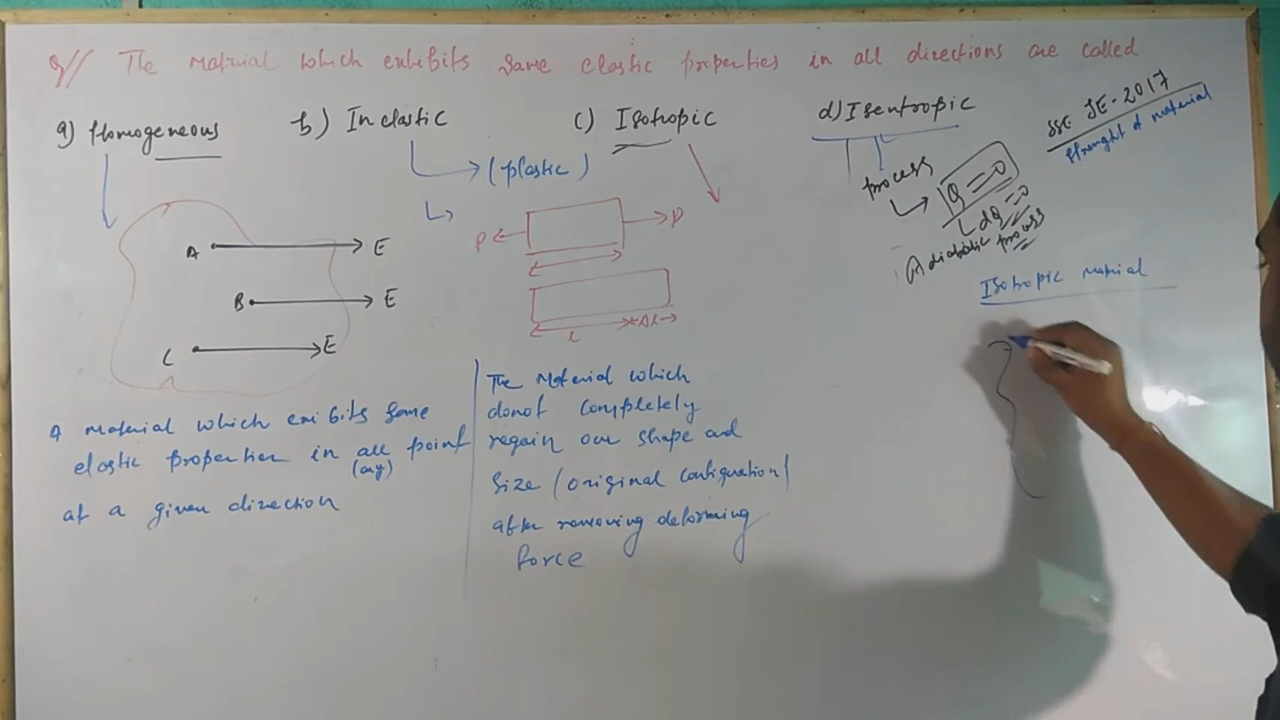 Q// The Material which exhibits same elastic properties in all directions are called
a) Homogeneous
b) Inelastic
c) Isotropic
d) Isentropic
SSC JE-2017
Strenght of material
(plastic)
process
Q=0
dQ=0
Adiabatic process
P
P
L
Δl
A
E
B
E
C
E
A material which exibits same
elastic properties in all point
(any)
at a given direction
The Material which
donot completely
regain our shape and
Size (original configuration)
after removing deforming
force
Isotropic material